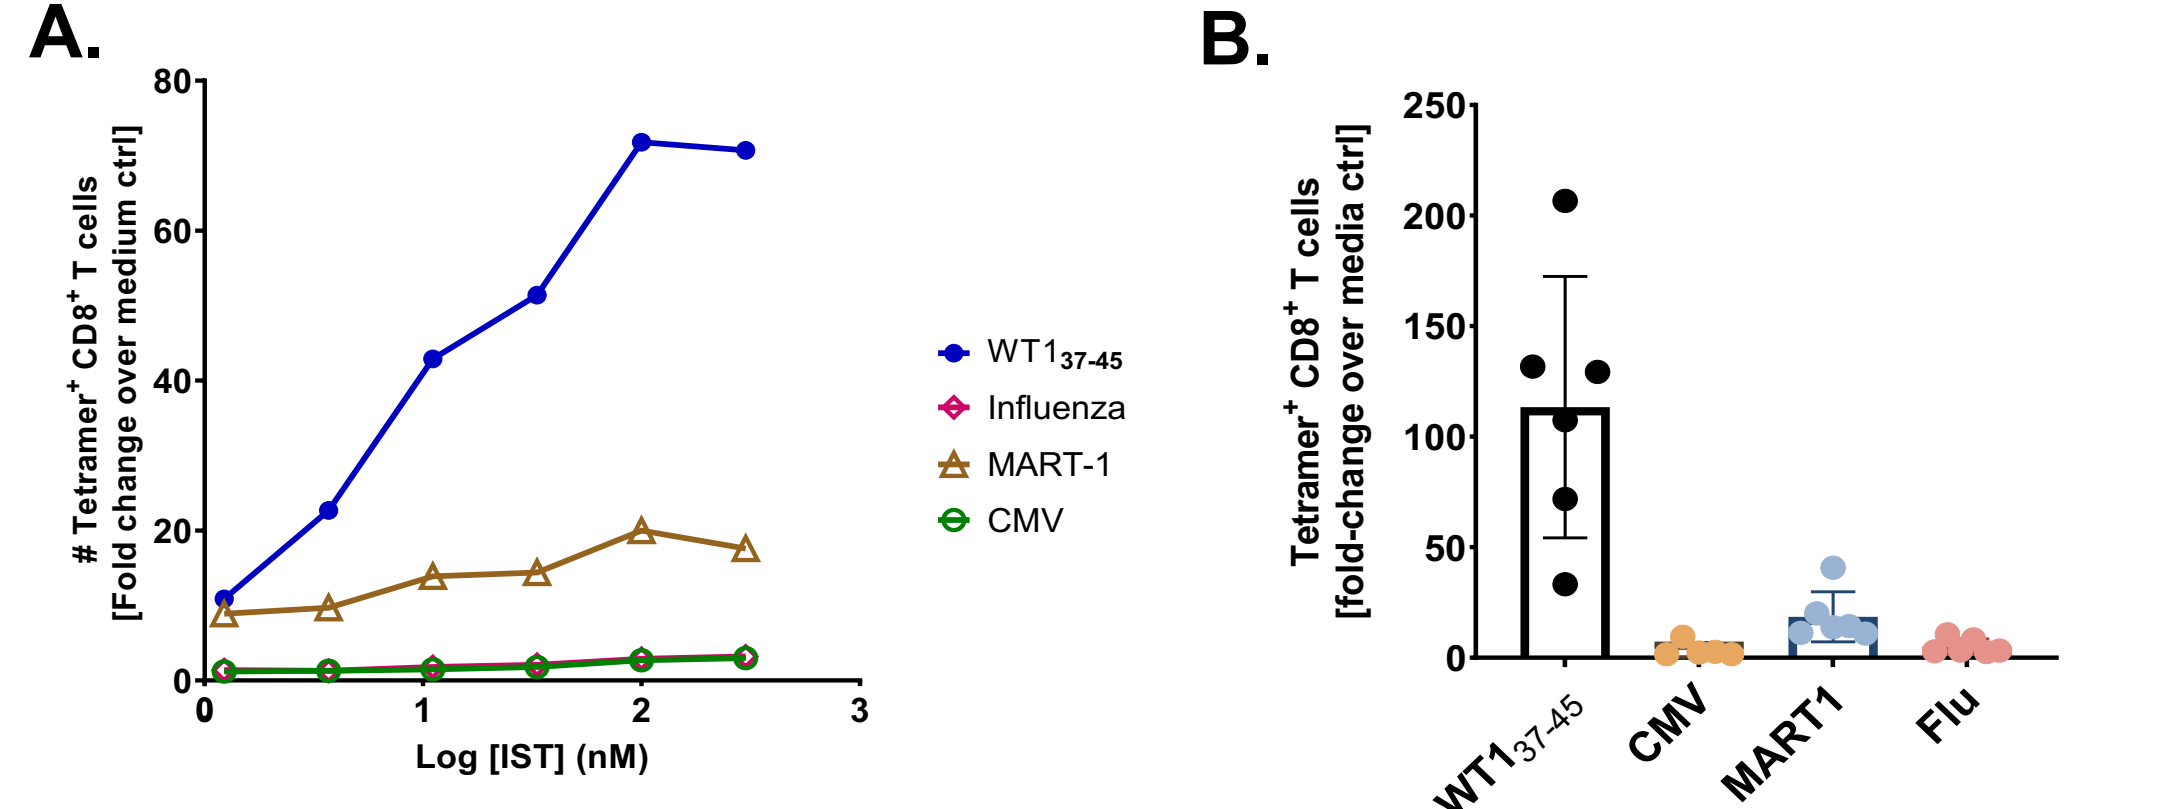 A.
# Tetramer⁺ CD8⁺ T cells
[Fold change over medium ctrl]
80
60
40
20
0
0
1
2
3
Log [IST] (nM)
WT1₃₇₋₄₅
Influenza
MART-1
CMV
B.
Tetramer⁺ CD8⁺ T cells
[fold-change over media ctrl]
250
200
150
100
50
0
WT1₃₇₋₄₅
CMV
MART1
Flu